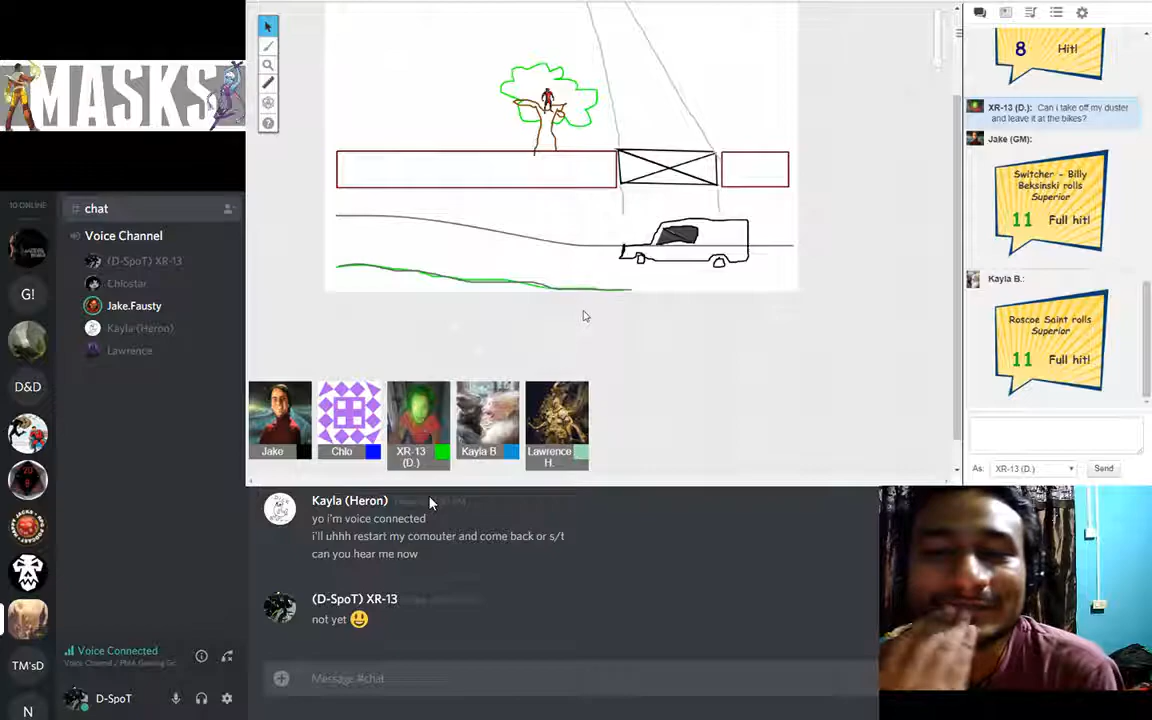 MASKS
10 ONLINE
# chat
Voice Channel
(D-SpoT) XR-13
Chlostar
Jake.Fausty
Kayla (Heron)
Lawrence
G!
D&D
TM'sD
N
Voice Connected
D-SpoT
Jake
Chlo
XR-13
(D.)
Kayla B
Lawrence
H.
Kayla (Heron)
yo i'm voice connected
i'll uhhh restart my comouter and come back or s/t
can you hear me now
(D-SpoT) XR-13
not yet 😃
Message #chat
8 Hit!
XR-13 (D.): Can i take off my duster
and leave it at the bikes?
Jake (GM):
Switcher - Billy
Beksinski rolls
Superior
11 Full hit!
Kayla B.:
Roscoe Saint rolls
Superior
11 Full hit!
As: XR-13 (D.) Send